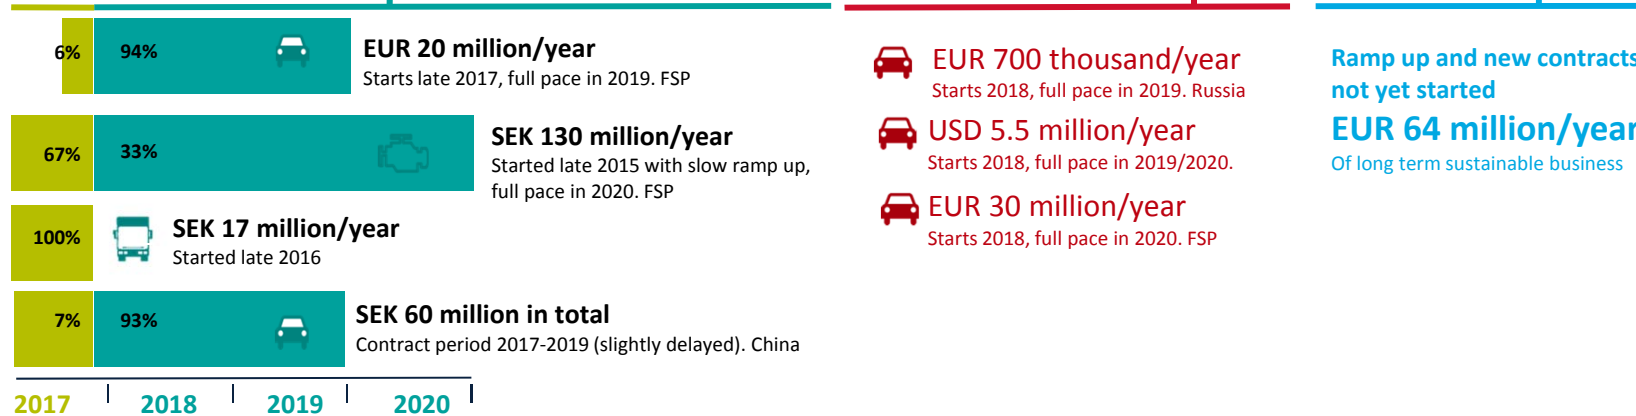 6%
94%
EUR 20 million/year
Starts late 2017, full pace in 2019. FSP
67%
33%
SEK 130 million/year
Started late 2015 with slow ramp up,
full pace in 2020. FSP
100%
SEK 17 million/year
Started late 2016
7%
93%
SEK 60 million in total
Contract period 2017-2019 (slightly delayed). China
2017
2018
2019
2020
EUR 700 thousand/year
Starts 2018, full pace in 2019. Russia
USD 5.5 million/year
Starts 2018, full pace in 2019/2020.
EUR 30 million/year
Starts 2018, full pace in 2020. FSP
Ramp up and new contracts
not yet started
EUR 64 million/year
Of long term sustainable business